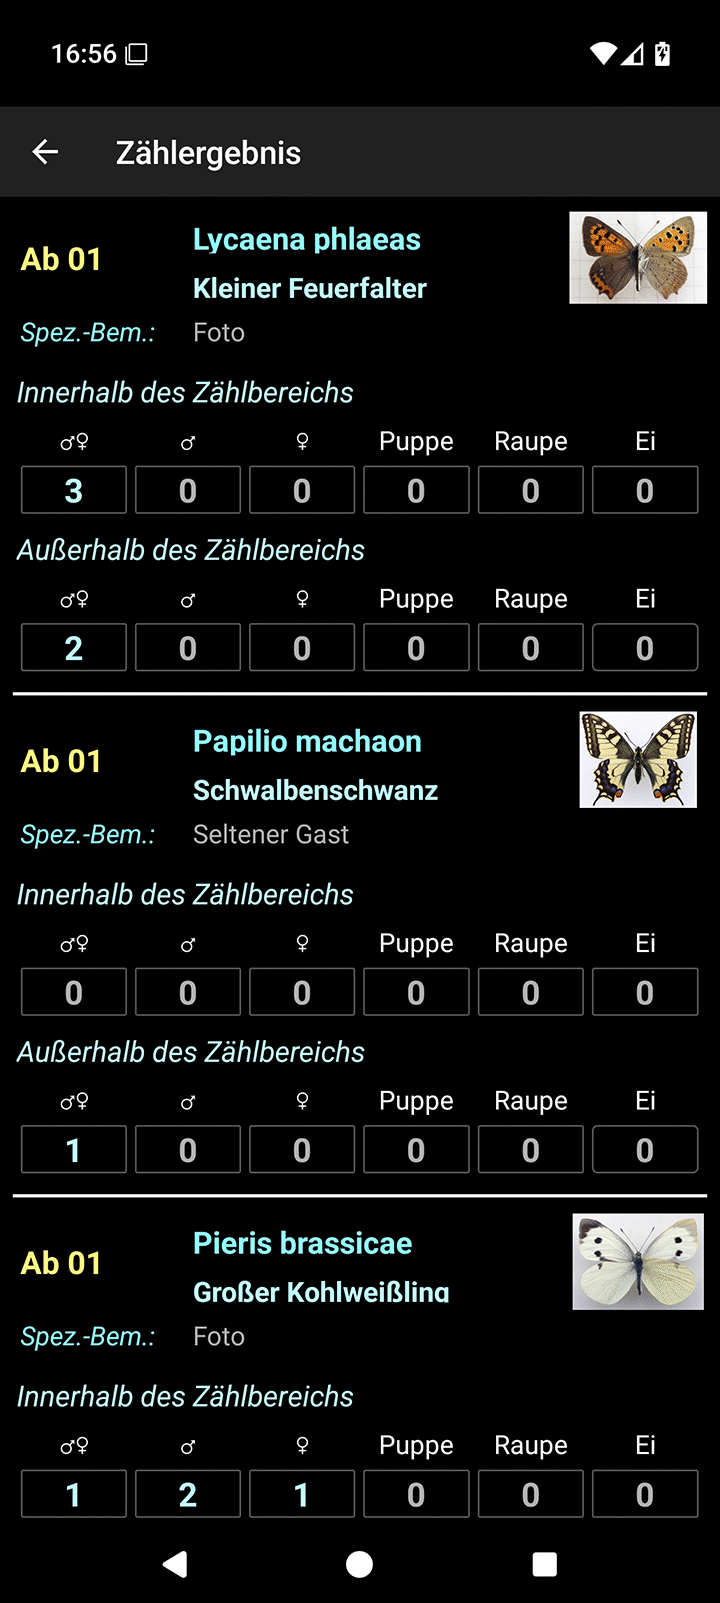 16:56
Zählergebnis
Ab 01
Lycaena phlaeas
Kleiner Feuerfalter
Spez.-Bem.: Foto
Innerhalb des Zählbereichs
♂♀ ♂ ♀ Puppe Raupe Ei
3 0 0 0 0 0
Außerhalb des Zählbereichs
♂♀ ♂ ♀ Puppe Raupe Ei
2 0 0 0 0 0
Ab 01
Papilio machaon
Schwalbenschwanz
Spez.-Bem.: Seltener Gast
Innerhalb des Zählbereichs
♂♀ ♂ ♀ Puppe Raupe Ei
0 0 0 0 0 0
Außerhalb des Zählbereichs
♂♀ ♂ ♀ Puppe Raupe Ei
1 0 0 0 0 0
Ab 01
Pieris brassicae
Großer Kohlweißling
Spez.-Bem.: Foto
Innerhalb des Zählbereichs
♂♀ ♂ ♀ Puppe Raupe Ei
1 2 1 0 0 0